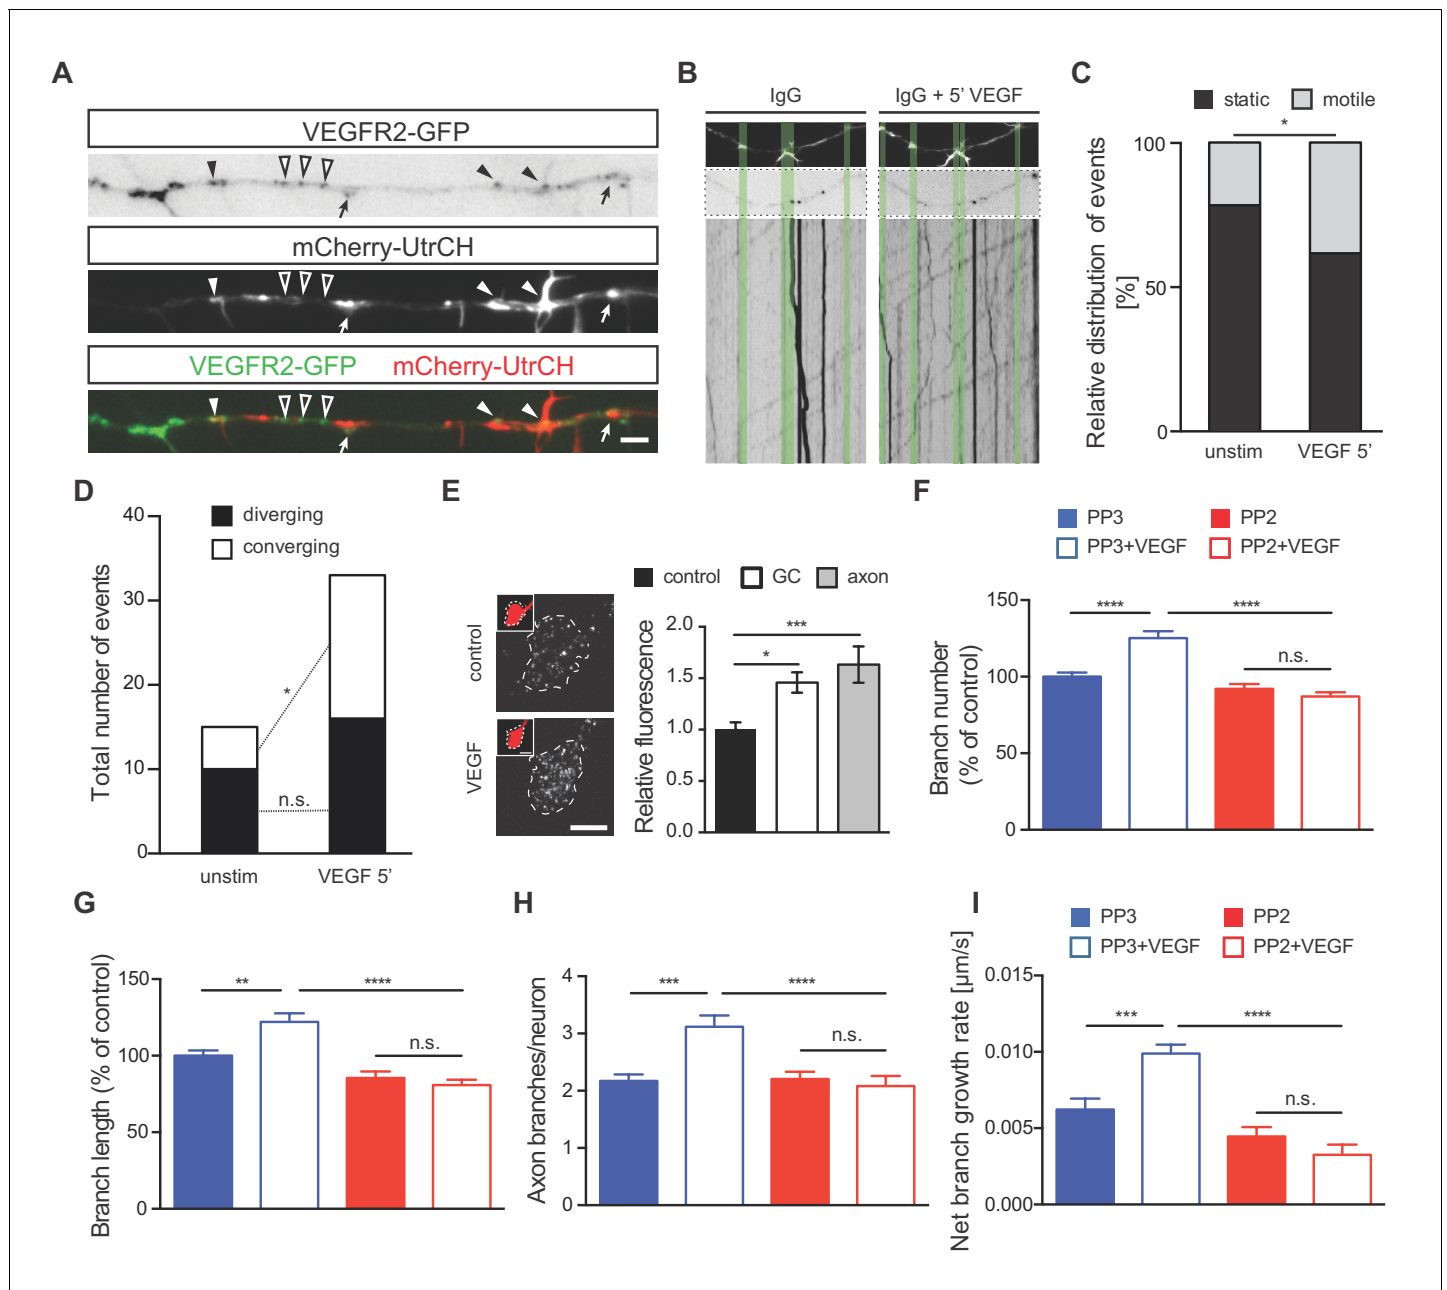 A
VEGFR2-GFP
mCherry-UtrCH
VEGFR2-GFP mCherry-UtrCH
B
IgG
IgG + 5' VEGF
C
static motile
*
Relative distribution of events
[%]
100
50
0
unstim VEGF 5'
D
diverging
converging
Total number of events
40
30
20
10
0
*
n.s.
unstim VEGF 5'
E
control
VEGF
control GC axon
Relative fluorescence
2.0
1.5
1.0
0.5
0.0
***
*
F
PP3 PP2
PP3+VEGF PP2+VEGF
Branch number
(% of control)
150
100
50
0
**** ****
n.s.
G
Branch length (% of control)
150
100
50
0
** ****
n.s.
H
Axon branches/neuron
4
3
2
1
0
*** ****
n.s.
I
PP3 PP2
PP3+VEGF PP2+VEGF
Net branch growth rate [µm/s]
0.015
0.010
0.005
0.000
*** ****
n.s.